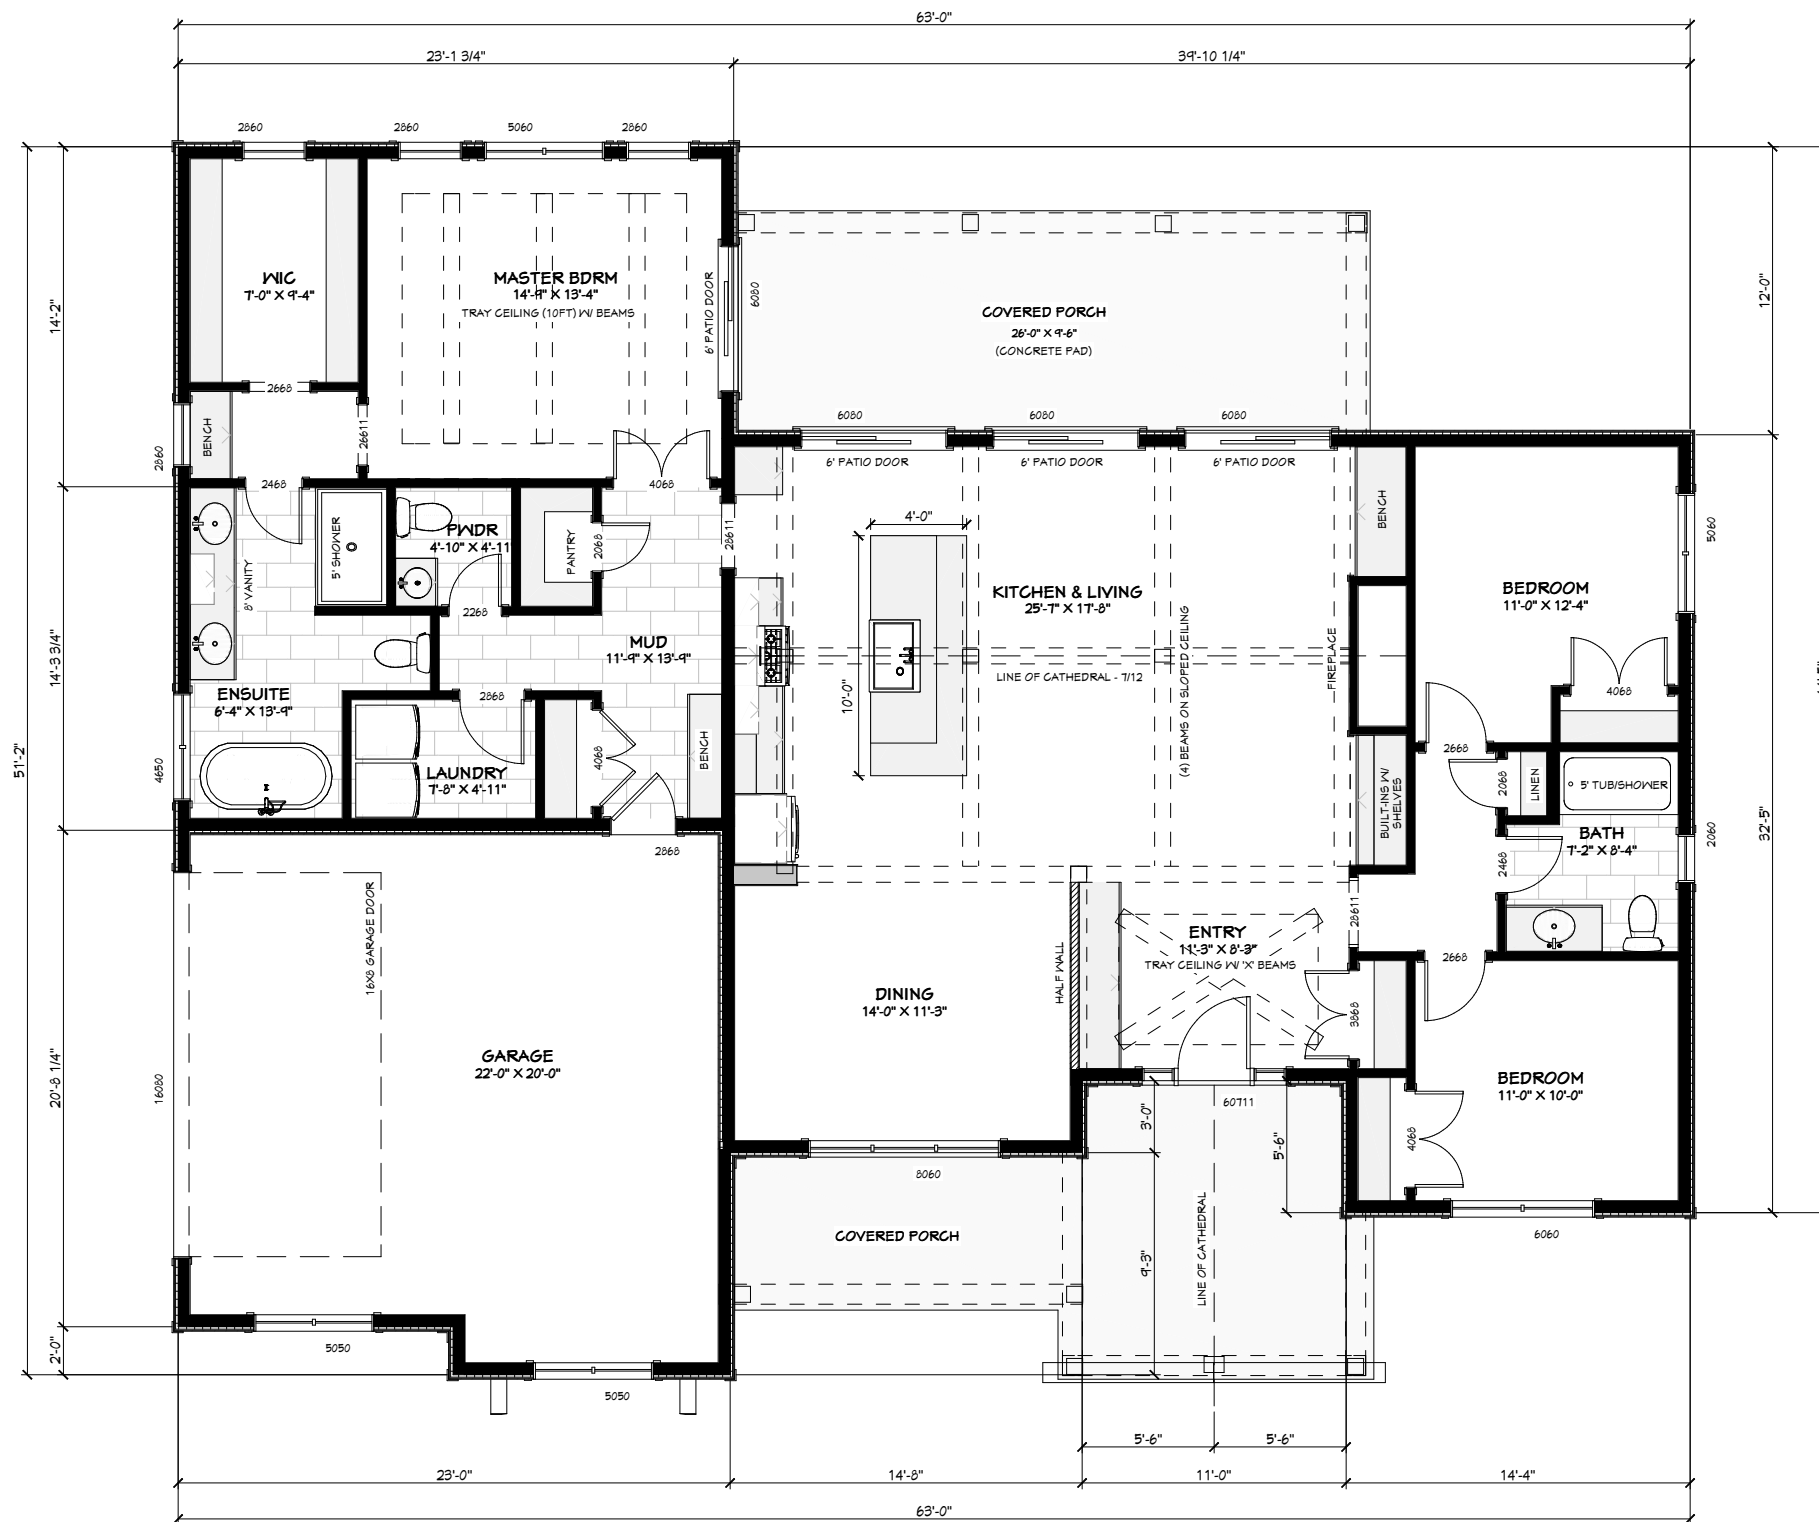 63'-0"
23'-1 3/4"
39'-10 1/4"
2860
2860
5060
2860
WIC
7'-0" X 9'-4"
MASTER BDRM
14'-9" X 13'-4"
TRAY CEILING (10FT) W/ BEAMS
6' PATIO DOOR
6080
COVERED PORCH
26'-0" X 9'-6"
(CONCRETE PAD)
14'-2"
12'-0"
2668
BENCH
26611
2860
2468
4068
6080
6080
6080
6' PATIO DOOR
6' PATIO DOOR
6' PATIO DOOR
5' SHOWER
8' VANITY
PWDR
4'-10" X 4'-11
2268
PANTRY
2068
28611
4'-0"
10'-0"
KITCHEN & LIVING
25'-7" X 17'-8"
LINE OF CATHEDRAL - 7/12
(4) BEAMS ON SLOPED CEILING
FIREPLACE
BENCH
BEDROOM
11'-0" X 12'-4"
5060
4068
14'-3 3/4"
51'-2"
MUD
11'-9" X 13'-9"
ENSUITE
6'-4" X 13'-9"
2868
4650
LAUNDRY
7'-8" X 4'-11"
4068
BENCH
2868
BUILT-INS W/
SHELVES
2668
2068
LINEN
5' TUB/SHOWER
BATH
7'-2" X 8'-4"
2468
2060
32'-5"
16X8 GARAGE DOOR
HALF WALL
ENTRY
11'-3" X 8'-3"
TRAY CEILING W/ 'X' BEAMS
28611
2668
DINING
14'-0" X 11'-3"
3868
GARAGE
22'-0" X 20'-0"
20'-8 1/4"
16080
60711
3'-0"
5'-6"
BEDROOM
11'-0" X 10'-0"
4068
8060
COVERED PORCH
LINE OF CATHEDRAL
9'-3"
6060
2'-0"
5050
5050
5'-6"
5'-6"
23'-0"
14'-8"
11'-0"
14'-4"
63'-0"